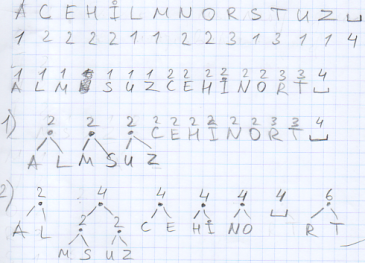 A C E H İ L M N O R S T U Z ␣
1 2 2 2 2 1 1 2 2 3 1 3 1 1 4
1 1 1 1 1 1 2 2 2 2 2 2 3 3 4
A L M S U Z C E H İ N O R T ␣
1) 2 2 2 2 2 2 2 2 2 3 3 4
C E H İ N O R T ␣
A L M S U Z
2) 2 4 4 4 4 4 6
2 2 ␣
A L C E H İ N O R T
M S U Z